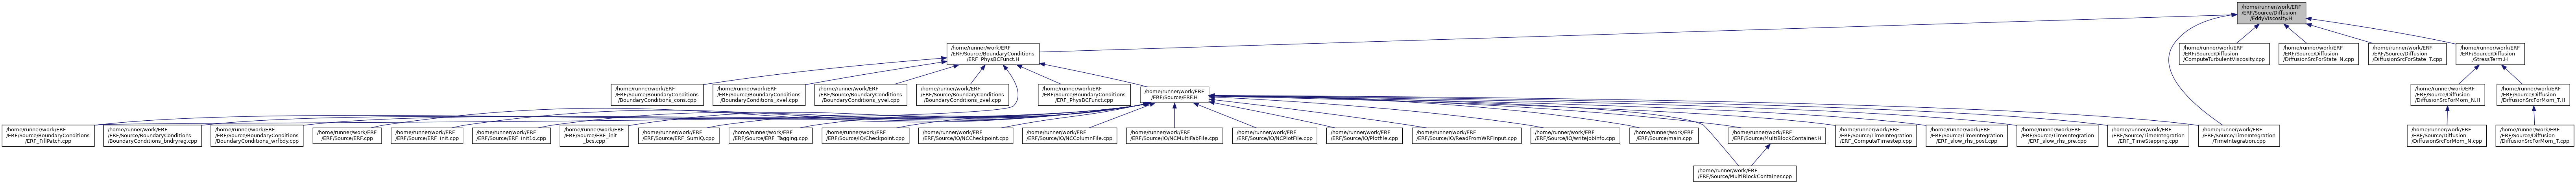 /home/runner/work/ERF
/ERF/Source/Diffusion
/EddyViscosity.H
/home/runner/work/ERF
/ERF/Source/BoundaryConditions
/ERF_PhysBCFunct.H
/home/runner/work/ERF
/ERF/Source/Diffusion
/ComputeTurbulentViscosity.cpp
/home/runner/work/ERF
/ERF/Source/Diffusion
/DiffusionSrcForState_N.cpp
/home/runner/work/ERF
/ERF/Source/Diffusion
/DiffusionSrcForState_T.cpp
/home/runner/work/ERF
/ERF/Source/Diffusion
/StressTerm.H
/home/runner/work/ERF
/ERF/Source/BoundaryConditions
/BoundaryConditions_cons.cpp
/home/runner/work/ERF
/ERF/Source/BoundaryConditions
/BoundaryConditions_xvel.cpp
/home/runner/work/ERF
/ERF/Source/BoundaryConditions
/BoundaryConditions_yvel.cpp
/home/runner/work/ERF
/ERF/Source/BoundaryConditions
/BoundaryConditions_zvel.cpp
/home/runner/work/ERF
/ERF/Source/BoundaryConditions
/ERF_PhysBCFunct.cpp
/home/runner/work/ERF
/ERF/Source/ERF.H
/home/runner/work/ERF
/ERF/Source/Diffusion
/DiffusionSrcForMom_N.H
/home/runner/work/ERF
/ERF/Source/Diffusion
/DiffusionSrcForMom_T.H
/home/runner/work/ERF
/ERF/Source/BoundaryConditions
/ERF_FillPatch.cpp
/home/runner/work/ERF
/ERF/Source/BoundaryConditions
/BoundaryConditions_bndryreg.cpp
/home/runner/work/ERF
/ERF/Source/BoundaryConditions
/BoundaryConditions_wrfbdy.cpp
/home/runner/work/ERF
/ERF/Source/ERF.cpp
/home/runner/work/ERF
/ERF/Source/ERF_init.cpp
/home/runner/work/ERF
/ERF/Source/ERF_init1d.cpp
/home/runner/work/ERF
/ERF/Source/ERF_init
_bcs.cpp
/home/runner/work/ERF
/ERF/Source/ERF_SumIQ.cpp
/home/runner/work/ERF
/ERF/Source/ERF_Tagging.cpp
/home/runner/work/ERF
/ERF/Source/IO/Checkpoint.cpp
/home/runner/work/ERF
/ERF/Source/IO/NCCheckpoint.cpp
/home/runner/work/ERF
/ERF/Source/IO/NCColumnFile.cpp
/home/runner/work/ERF
/ERF/Source/IO/NCMultiFabFile.cpp
/home/runner/work/ERF
/ERF/Source/IO/NCPlotFile.cpp
/home/runner/work/ERF
/ERF/Source/IO/Plotfile.cpp
/home/runner/work/ERF
/ERF/Source/IO/ReadFromWRFInput.cpp
/home/runner/work/ERF
/ERF/Source/IO/writeJobInfo.cpp
/home/runner/work/ERF
/ERF/Source/main.cpp
/home/runner/work/ERF
/ERF/Source/MultiBlockContainer.H
/home/runner/work/ERF
/ERF/Source/TimeIntegration
/ERF_ComputeTimestep.cpp
/home/runner/work/ERF
/ERF/Source/TimeIntegration
/ERF_slow_rhs_post.cpp
/home/runner/work/ERF
/ERF/Source/TimeIntegration
/ERF_slow_rhs_pre.cpp
/home/runner/work/ERF
/ERF/Source/TimeIntegration
/ERF_TimeStepping.cpp
/home/runner/work/ERF
/ERF/Source/TimeIntegration
/TimeIntegration.cpp
/home/runner/work/ERF
/ERF/Source/Diffusion
/DiffusionSrcForMom_N.cpp
/home/runner/work/ERF
/ERF/Source/Diffusion
/DiffusionSrcForMom_T.cpp
/home/runner/work/ERF
/ERF/Source/MultiBlockContainer.cpp